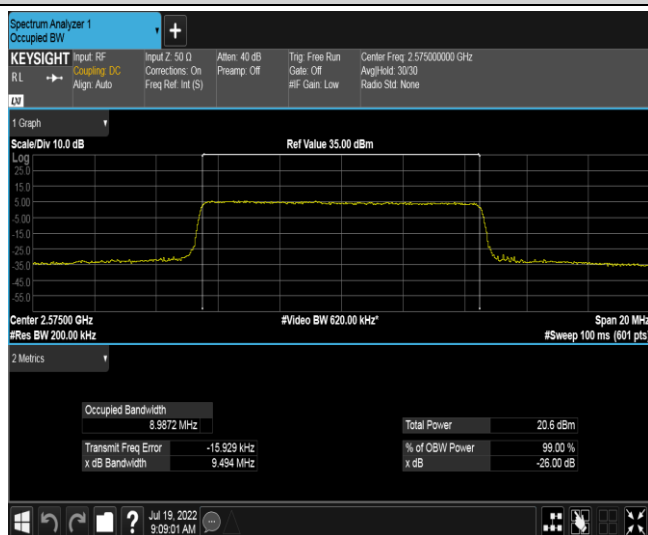 Spectrum Analyzer 1
Occupied BW
+
KEYSIGHT
RL
LXI
Input: RF
Coupling: DC
Align: Auto
Input Z: 50 Ω
Corrections: On
Freq Ref: Int (S)
Atten: 40 dB
Preamp: Off
Trig: Free Run
Gate: Off
#IF Gain: Low
Center Freq: 2.575000000 GHz
Avg|Hold: 30/30
Radio Std: None
1 Graph
Scale/Div 10.0 dB
Ref Value 35.00 dBm
Log
25.0
15.0
5.00
-5.00
-15.0
-25.0
-35.0
-45.0
-55.0
Center 2.57500 GHz
#Video BW 620.00 kHz*
Span 20 MHz
#Res BW 200.00 kHz
#Sweep 100 ms (601 pts)
2 Metrics
Occupied Bandwidth
8.9872 MHz
Total Power 20.6 dBm
Transmit Freq Error -15.929 kHz
% of OBW Power 99.00 %
x dB Bandwidth 9.494 MHz
x dB -26.00 dB
?
Jul 19, 2022
9:09:01 AM